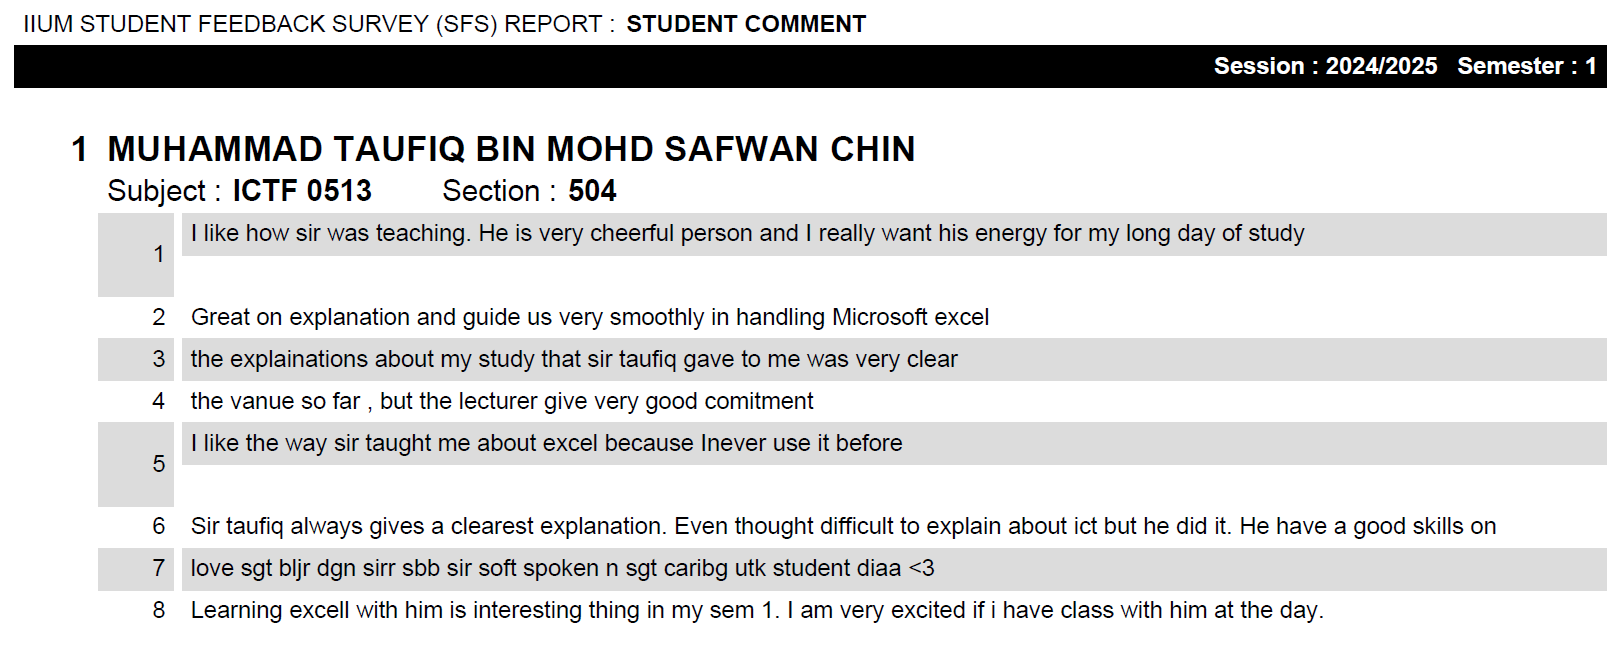 IIUM STUDENT FEEDBACK SURVEY (SFS) REPORT : STUDENT COMMENT
Session : 2024/2025 Semester : 1
1 MUHAMMAD TAUFIQ BIN MOHD SAFWAN CHIN
Subject : ICTF 0513 Section : 504
1 I like how sir was teaching. He is very cheerful person and I really want his energy for my long day of study
2 Great on explanation and guide us very smoothly in handling Microsoft excel
3 the explainations about my study that sir taufiq gave to me was very clear
4 the vanue so far , but the lecturer give very good comitment
5 I like the way sir taught me about excel because Inever use it before
6 Sir taufiq always gives a clearest explanation. Even thought difficult to explain about ict but he did it. He have a good skills on
7 love sgt bljr dgn sirr sbb sir soft spoken n sgt caribg utk student diaa <3
8 Learning excell with him is interesting thing in my sem 1. I am very excited if i have class with him at the day.